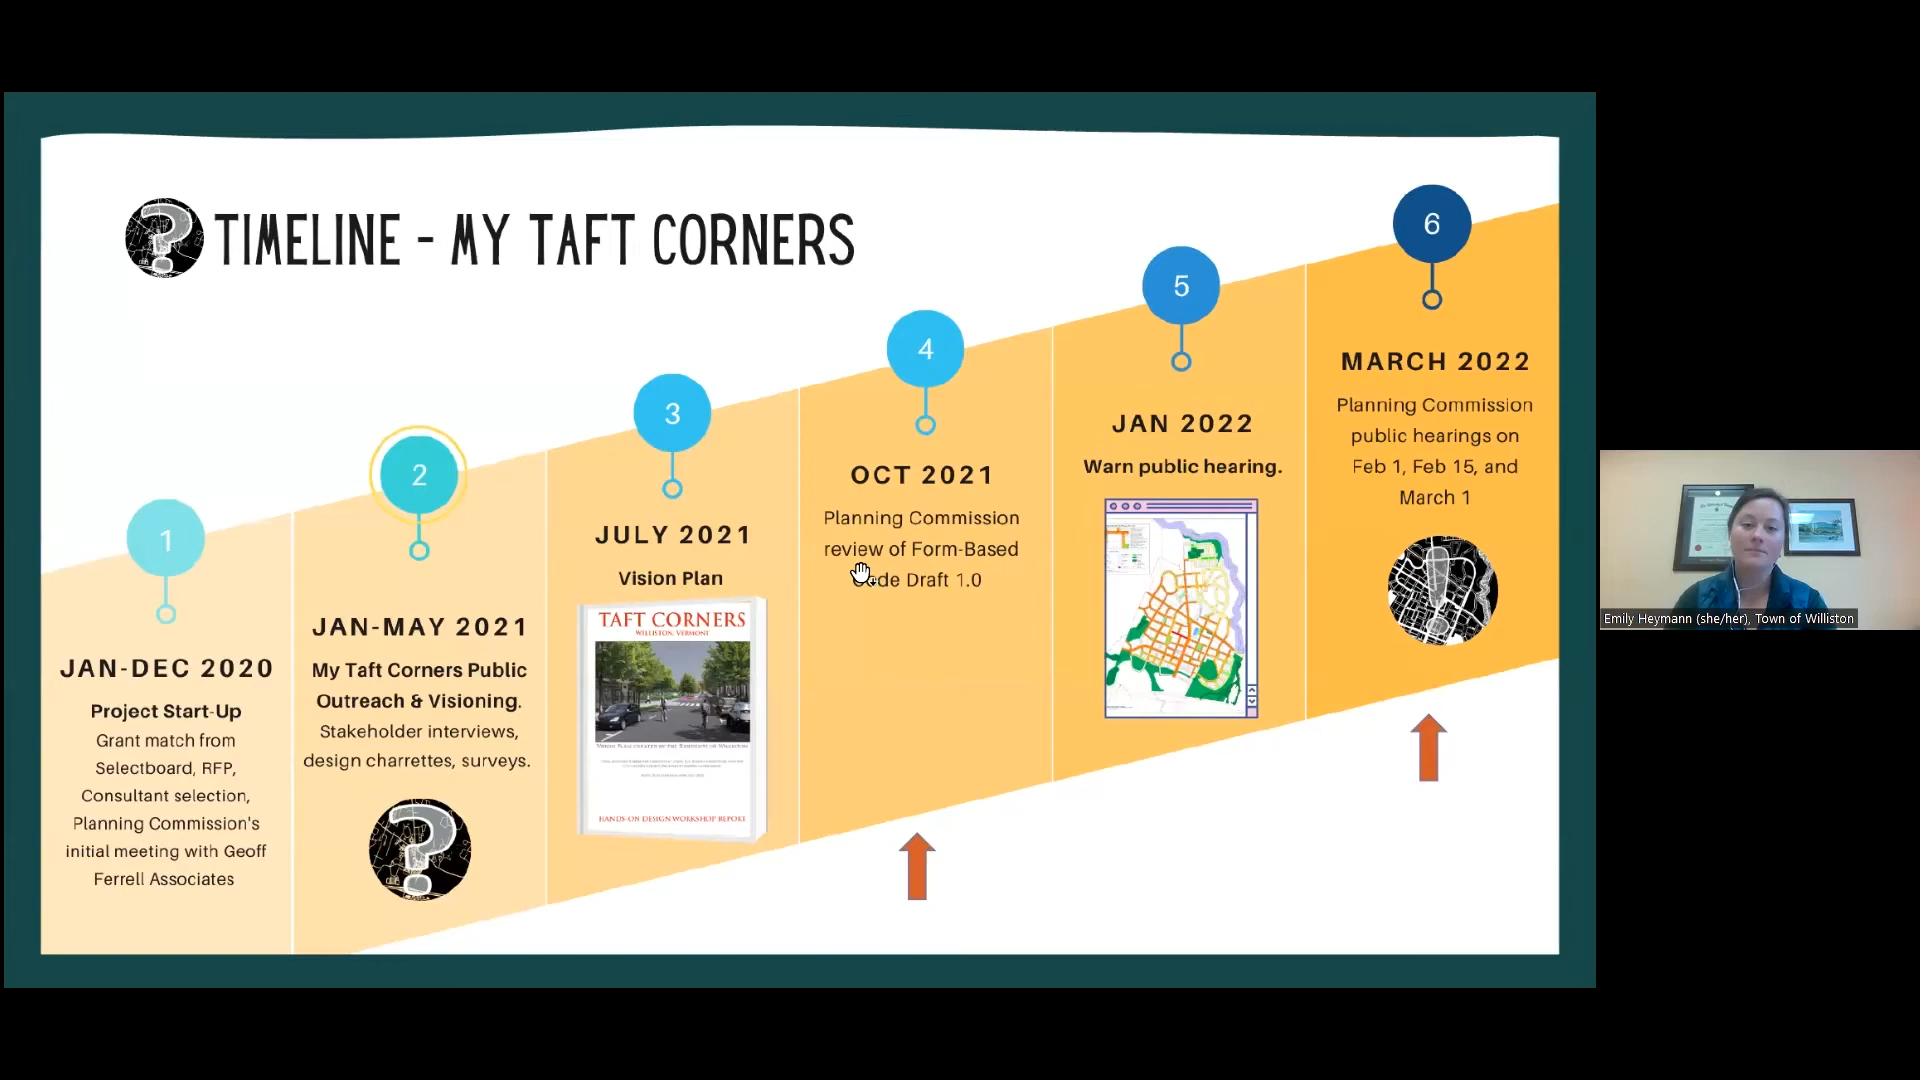 TIMELINE - MY TAFT CORNERS
1
JAN-DEC 2020
Project Start-Up
Grant match from
Selectboard, RFP,
Consultant selection,
Planning Commission's
initial meeting with Geoff
Ferrell Associates
2
JAN-MAY 2021
My Taft Corners Public
Outreach & Visioning.
Stakeholder interviews,
design charrettes, surveys.
3
JULY 2021
Vision Plan
TAFT CORNERS
WILLISTON, VERMONT
HANDS-ON DESIGN WORKSHOP REPORT
4
OCT 2021
Planning Commission
review of Form-Based
Code Draft 1.0
5
JAN 2022
Warn public hearing.
6
MARCH 2022
Planning Commission
public hearings on
Feb 1, Feb 15, and
March 1
Emily Heymann (she/her), Town of Williston